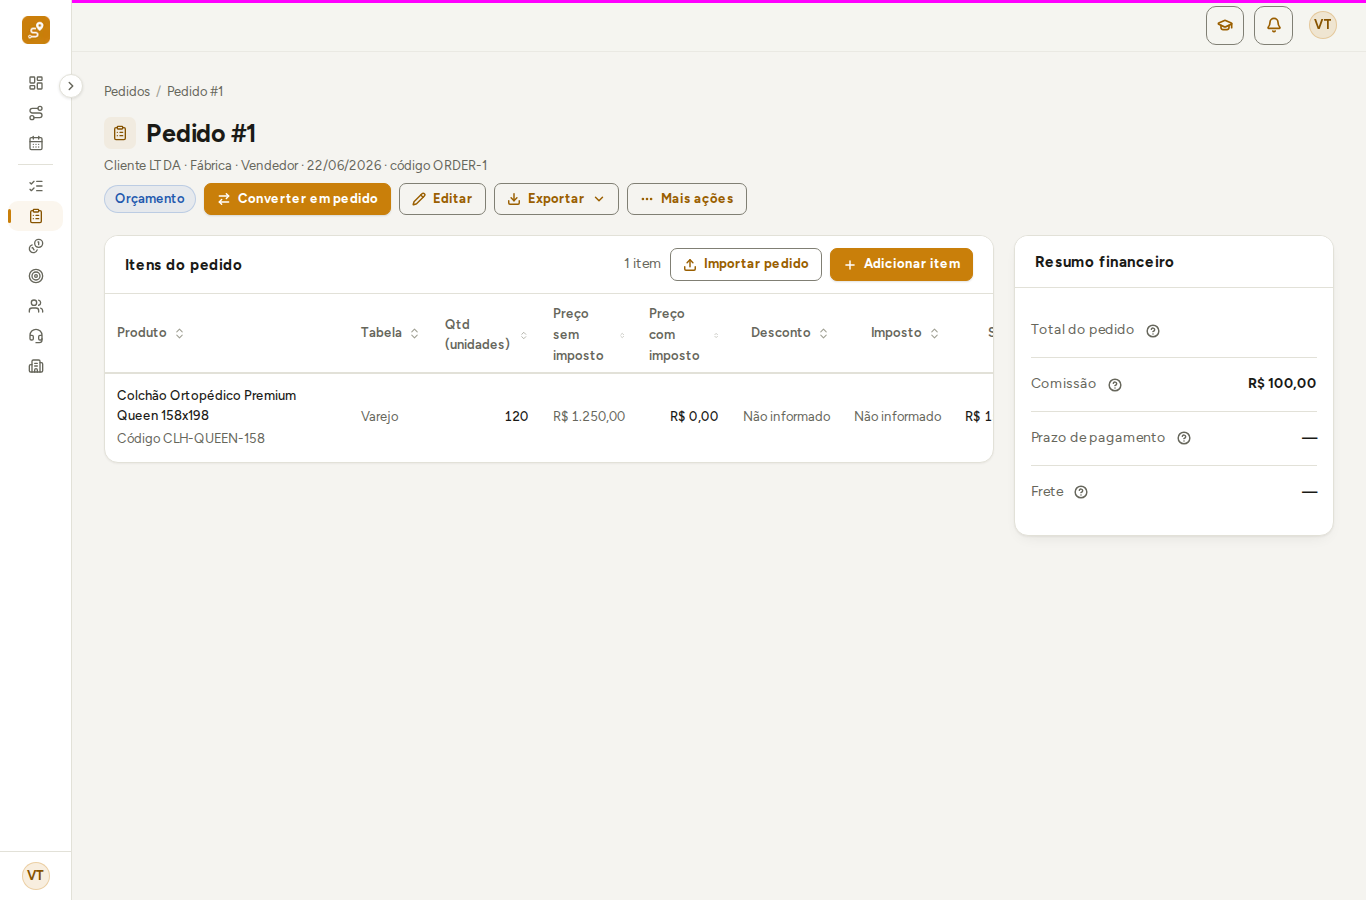 VT
Pedidos / Pedido #1
Pedido #1
Cliente LTDA · Fábrica · Vendedor · 22/06/2026 · código ORDER-1
Orçamento
Converter em pedido
Editar
Exportar
Mais ações
Itens do pedido
1 item
Importar pedido
Adicionar item
Produto
Tabela
Qtd
(unidades)
Preço
sem
imposto
Preço
com
imposto
Desconto
Imposto
Colchão Ortopédico Premium
Queen 158x198
Código CLH-QUEEN-158
Varejo
120
R$ 1.250,00
R$ 0,00
Não informado
Não informado
R$ 1
Resumo financeiro
Total do pedido
Comissão
R$ 100,00
Prazo de pagamento
—
Frete
—
VT